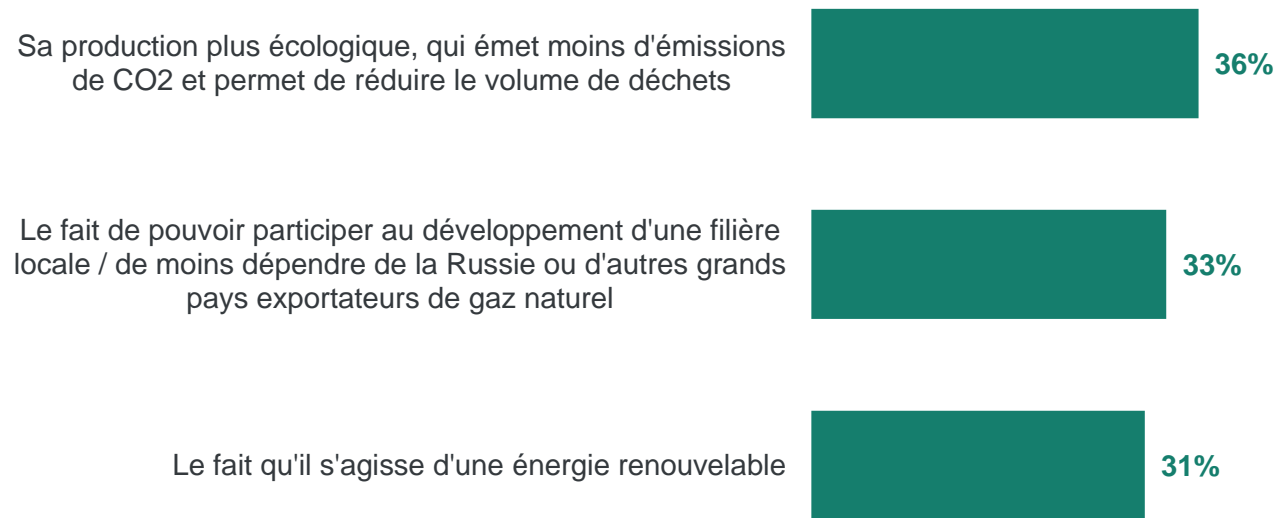 Sa production plus écologique, qui émet moins d'émissions
de CO2 et permet de réduire le volume de déchets
36%
Le fait de pouvoir participer au développement d'une filière
locale / de moins dépendre de la Russie ou d'autres grands
pays exportateurs de gaz naturel
33%
Le fait qu'il s'agisse d'une énergie renouvelable
31%